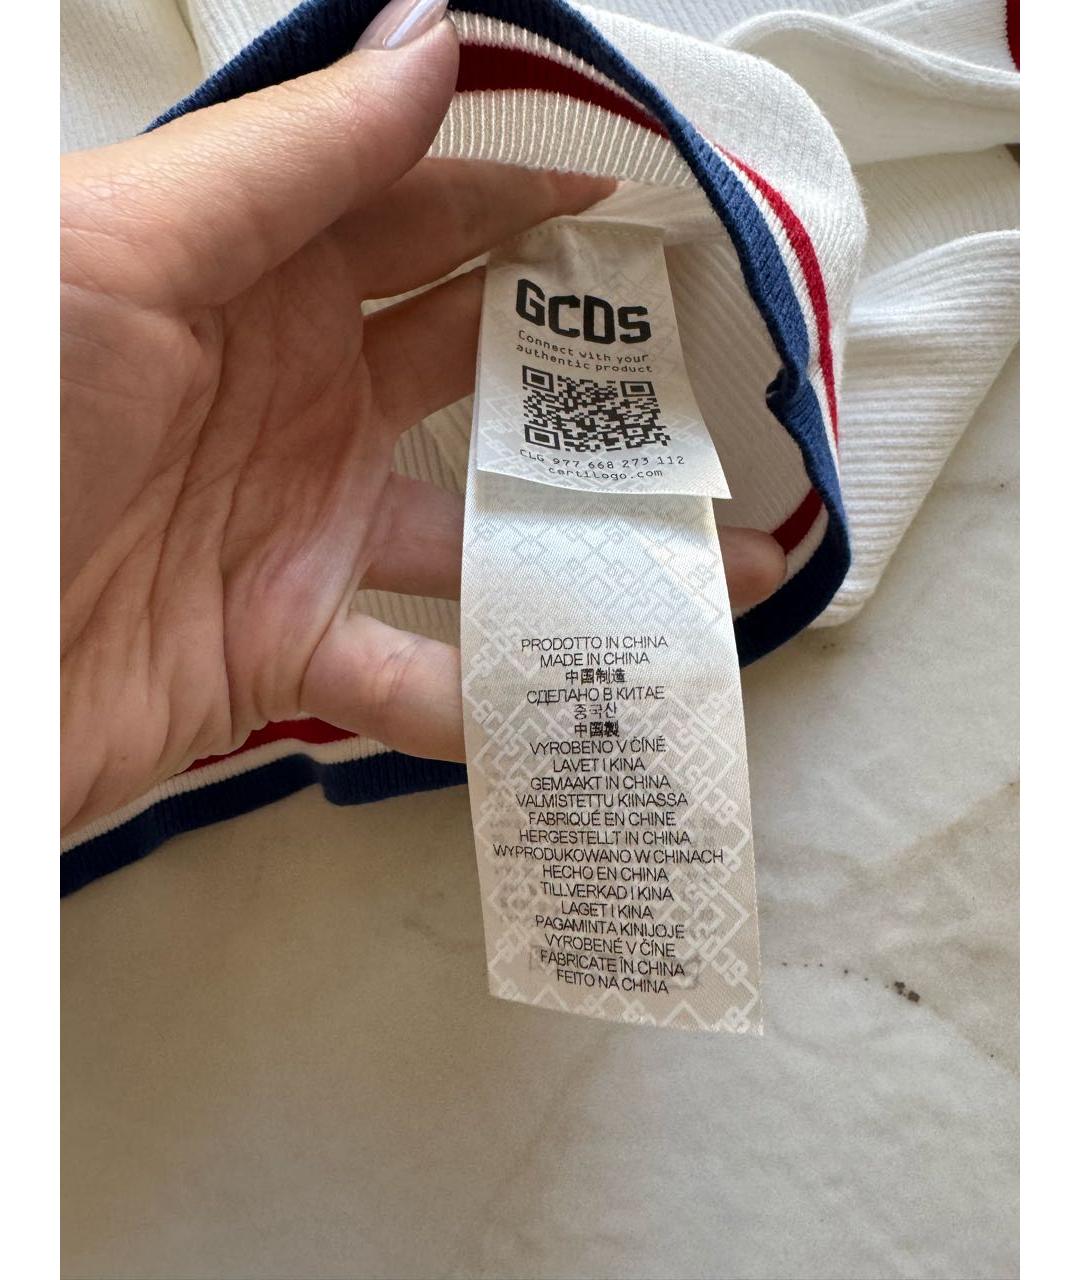 GCDS
Connect with your
authentic product
CLG 977 668 273 112
certilogo.com
PRODOTTO IN CHINA
MADE IN CHINA
中国制造
СДЕЛАНО В КИТАЕ
중국산
中国製
VYROBENO V ČÍNĚ
LAVET I KINA
GEMAAKT IN CHINA
VALMISTETTU KIINASSA
FABRIQUÉ EN CHINE
HERGESTELLT IN CHINA
WYPRODUKOWANO W CHINACH
HECHO EN CHINA
TILLVERKAD I KINA
LAGET I KINA
PAGAMINTA KINIJOJE
VYROBENÉ V ČÍNE
FABRICATE ÎN CHINA
FEITO NA CHINA